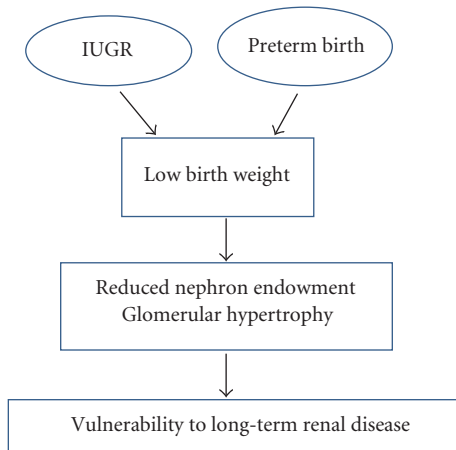 IUGR
Preterm birth
Low birth weight
Reduced nephron endowment
Glomerular hypertrophy
Vulnerability to long-term renal disease